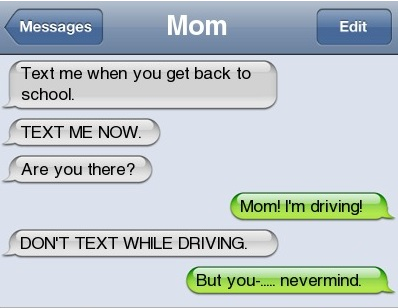 Messages
Mom
Edit
Text me when you get back to
school.
TEXT ME NOW.
Are you there?
Mom! I'm driving!
DON'T TEXT WHILE DRIVING.
But you-..... nevermind.